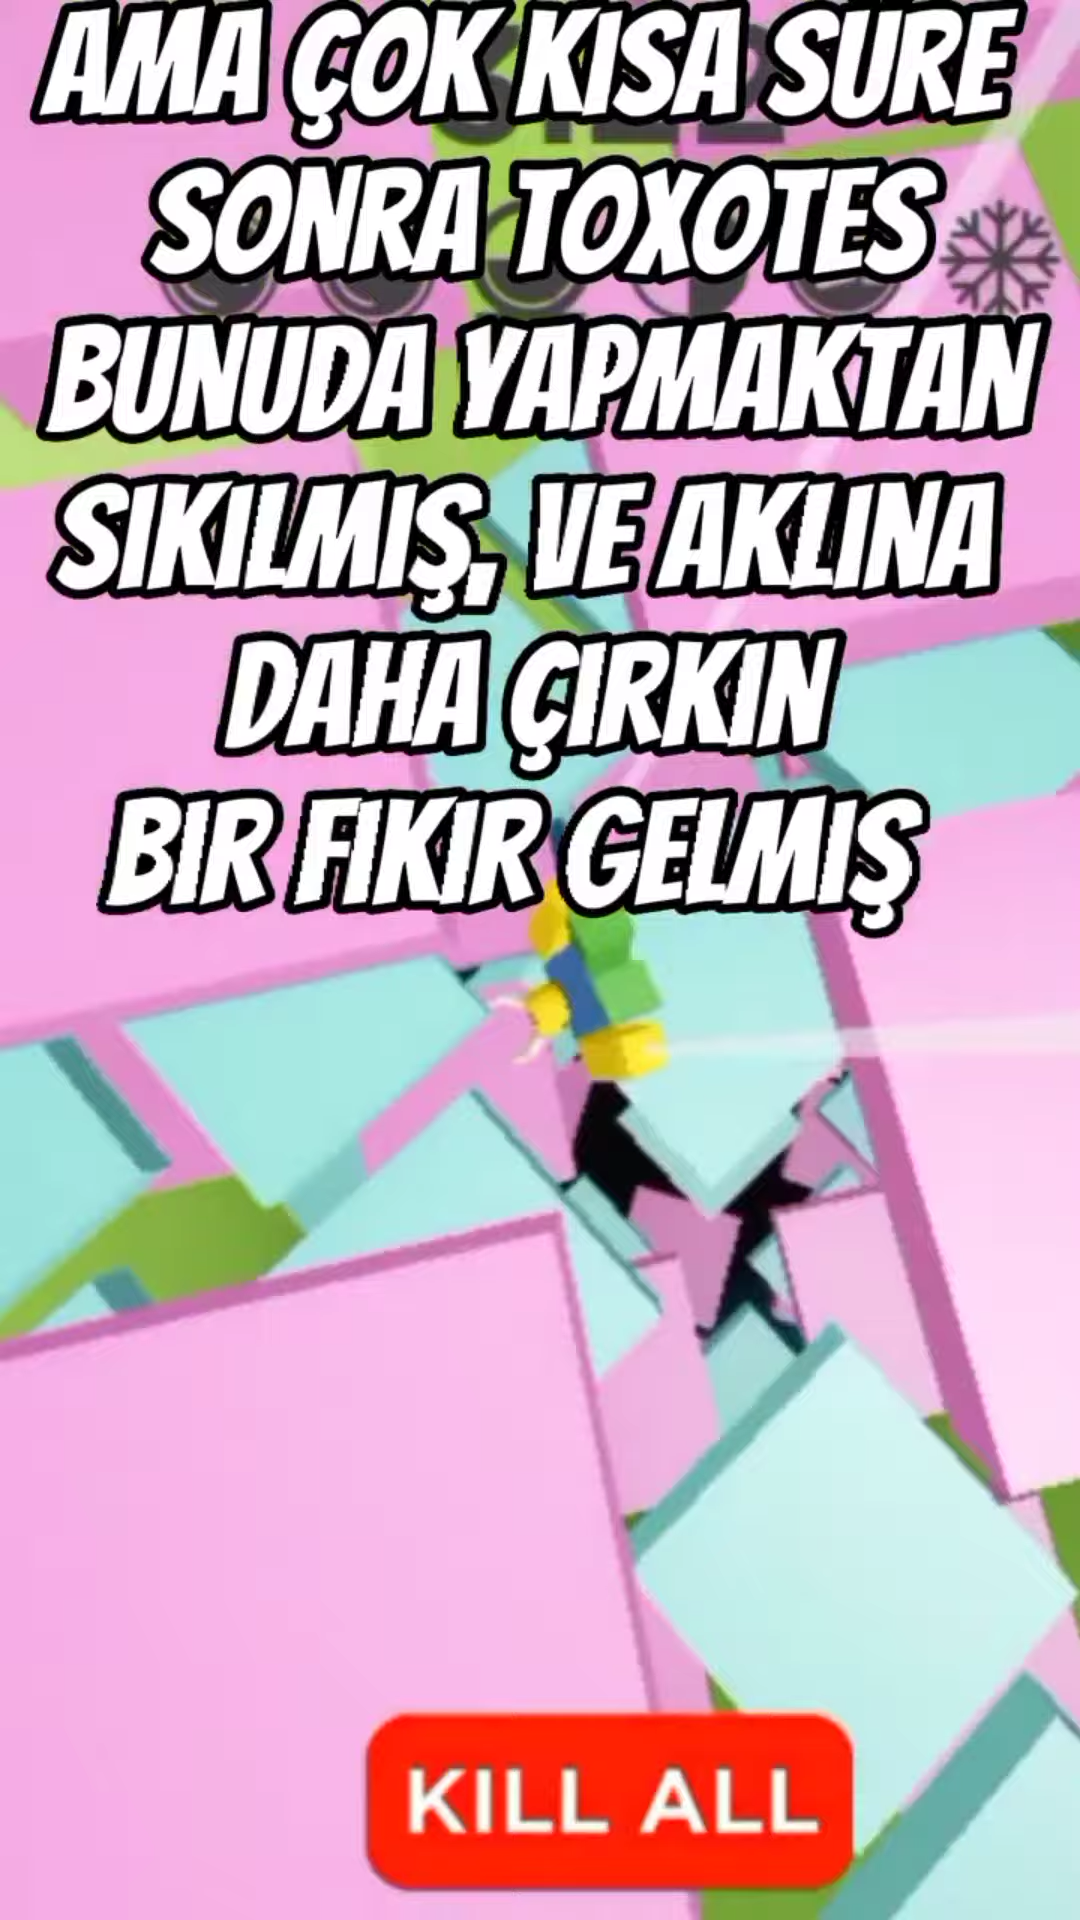 AMA ÇOK KISA SURE
SONRA TOXOTES
BUNUDA YAPMAKTAN
SIKILMIŞ, VE AKLINA
DAHA ÇIRKIN
BIR FIKIR GELMIŞ
KILL ALL